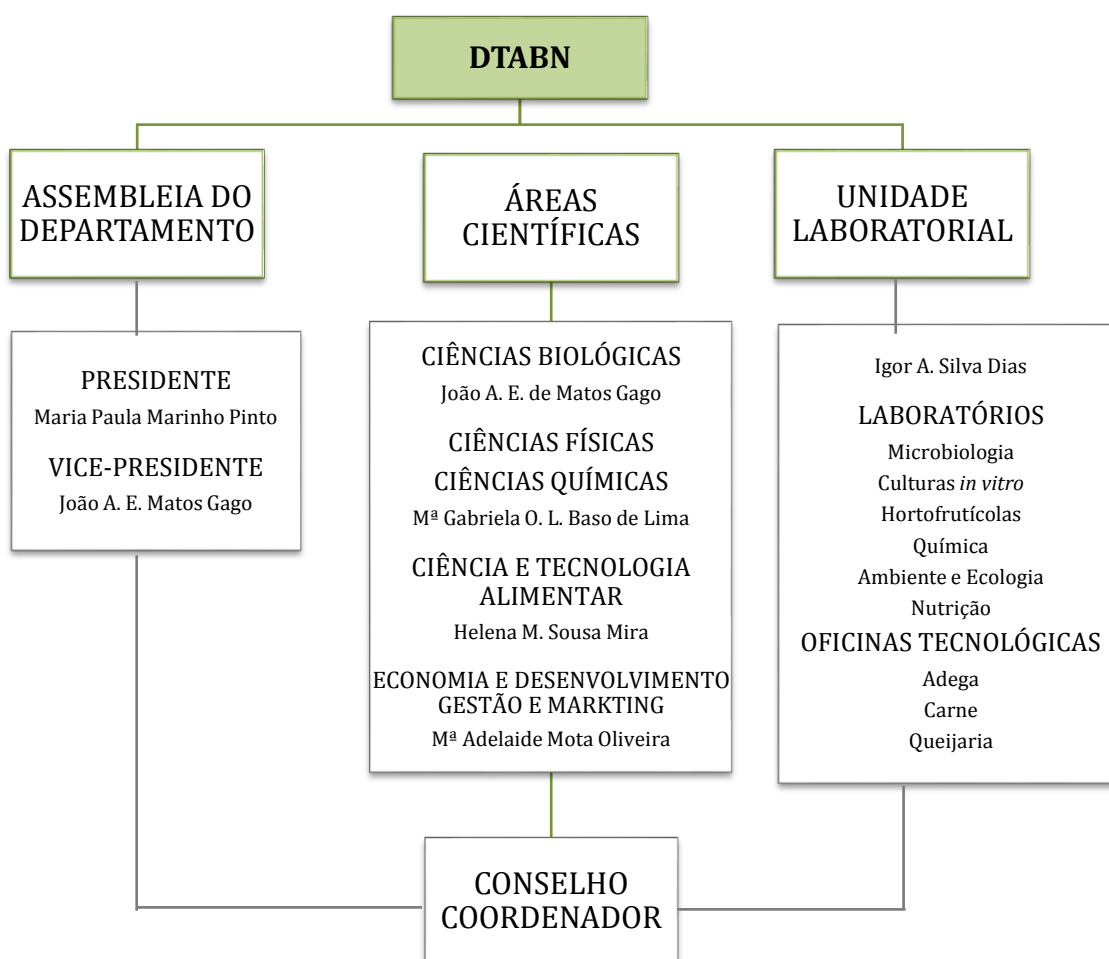 DTABN
ASSEMBLEIA DO
DEPARTAMENTO
PRESIDENTE
Maria Paula Marinho Pinto
VICE-PRESIDENTE
João A. E. Matos Gago
ÁREAS
CIENTÍFICAS
CIÊNCIAS BIOLÓGICAS
João A. E. de Matos Gago
CIÊNCIAS FÍSICAS
CIÊNCIAS QUÍMICAS
Mª Gabriela O. L. Baso de Lima
CIÊNCIA E TECNOLOGIA
ALIMENTAR
Helena M. Sousa Mira
ECONOMIA E DESENVOLVIMENTO
GESTÃO E MARKTING
Mª Adelaide Mota Oliveira
UNIDADE
LABORATORIAL
Igor A. Silva Dias
LABORATÓRIOS
Microbiologia
Culturas in vitro
Hortofrutícolas
Química
Ambiente e Ecologia
Nutrição
OFICINAS TECNOLÓGICAS
Adega
Carne
Queijaria
CONSELHO
COORDENADOR